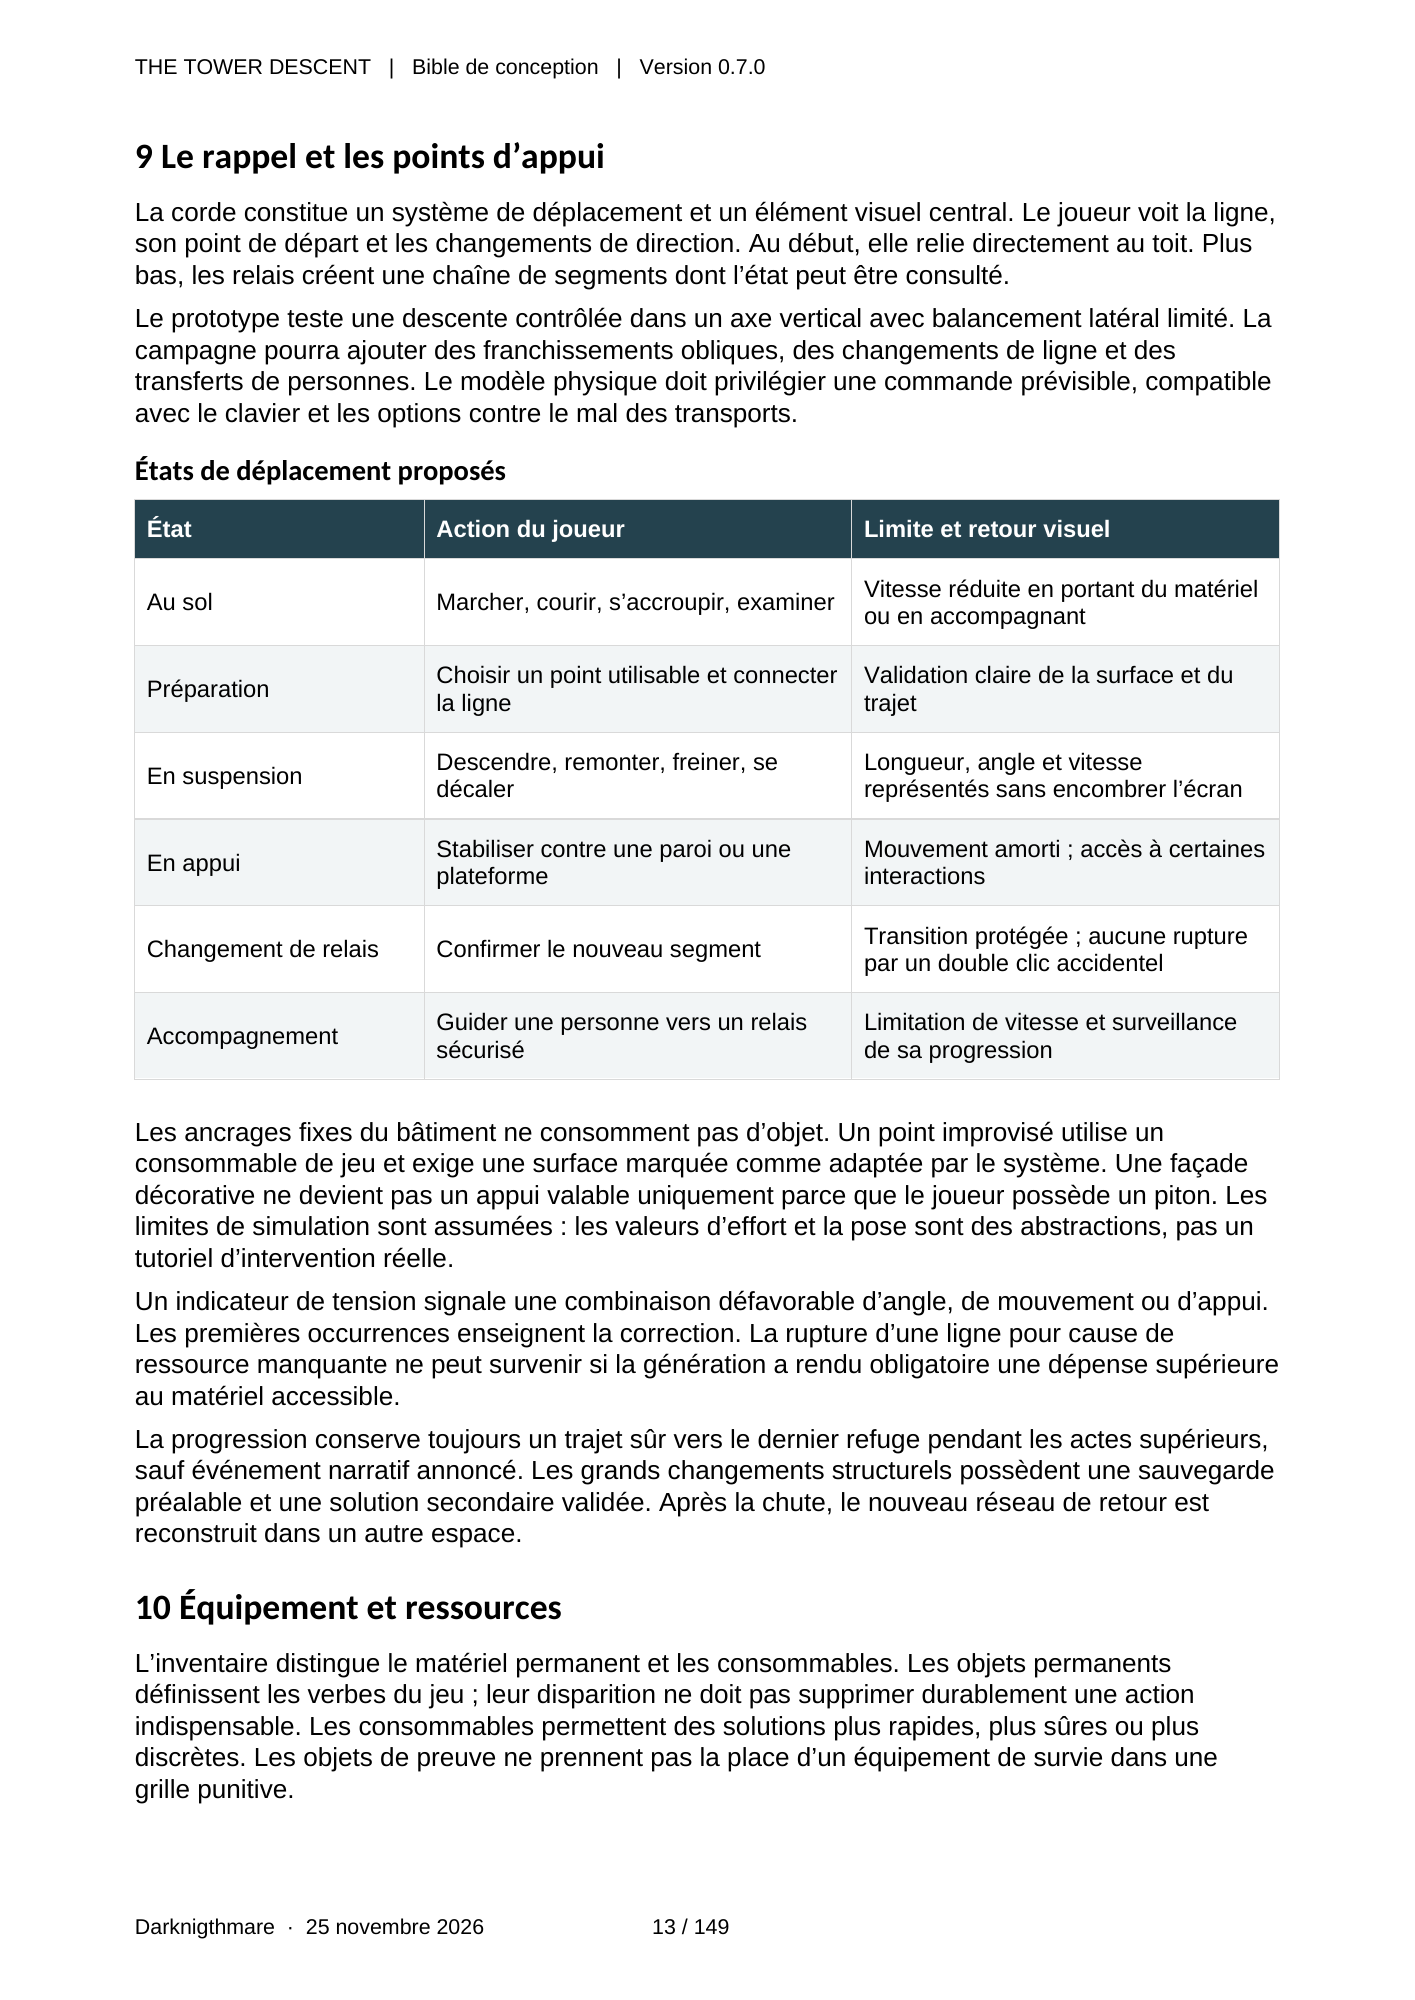 THE TOWER DESCENT | Bible de conception | Version 0.7.0
9 Le rappel et les points d’appui
La corde constitue un système de déplacement et un élément visuel central. Le joueur voit la ligne,
son point de départ et les changements de direction. Au début, elle relie directement au toit. Plus
bas, les relais créent une chaîne de segments dont l’état peut être consulté.
Le prototype teste une descente contrôlée dans un axe vertical avec balancement latéral limité. La
campagne pourra ajouter des franchissements obliques, des changements de ligne et des
transferts de personnes. Le modèle physique doit privilégier une commande prévisible, compatible
avec le clavier et les options contre le mal des transports.
États de déplacement proposés
État
Action du joueur
Limite et retour visuel
Au sol
Marcher, courir, s’accroupir, examiner
Vitesse réduite en portant du matériel
ou en accompagnant
Préparation
Choisir un point utilisable et connecter
la ligne
Validation claire de la surface et du
trajet
En suspension
Descendre, remonter, freiner, se
décaler
Longueur, angle et vitesse
représentés sans encombrer l’écran
En appui
Stabiliser contre une paroi ou une
plateforme
Mouvement amorti ; accès à certaines
interactions
Changement de relais
Confirmer le nouveau segment
Transition protégée ; aucune rupture
par un double clic accidentel
Accompagnement
Guider une personne vers un relais
sécurisé
Limitation de vitesse et surveillance
de sa progression
Les ancrages fixes du bâtiment ne consomment pas d’objet. Un point improvisé utilise un
consommable de jeu et exige une surface marquée comme adaptée par le système. Une façade
décorative ne devient pas un appui valable uniquement parce que le joueur possède un piton. Les
limites de simulation sont assumées : les valeurs d’effort et la pose sont des abstractions, pas un
tutoriel d’intervention réelle.
Un indicateur de tension signale une combinaison défavorable d’angle, de mouvement ou d’appui.
Les premières occurrences enseignent la correction. La rupture d’une ligne pour cause de
ressource manquante ne peut survenir si la génération a rendu obligatoire une dépense supérieure
au matériel accessible.
La progression conserve toujours un trajet sûr vers le dernier refuge pendant les actes supérieurs,
sauf événement narratif annoncé. Les grands changements structurels possèdent une sauvegarde
préalable et une solution secondaire validée. Après la chute, le nouveau réseau de retour est
reconstruit dans un autre espace.
10 Équipement et ressources
L’inventaire distingue le matériel permanent et les consommables. Les objets permanents
définissent les verbes du jeu ; leur disparition ne doit pas supprimer durablement une action
indispensable. Les consommables permettent des solutions plus rapides, plus sûres ou plus
discrètes. Les objets de preuve ne prennent pas la place d’un équipement de survie dans une
grille punitive.
Darknigthmare · 25 novembre 2026
13 / 149